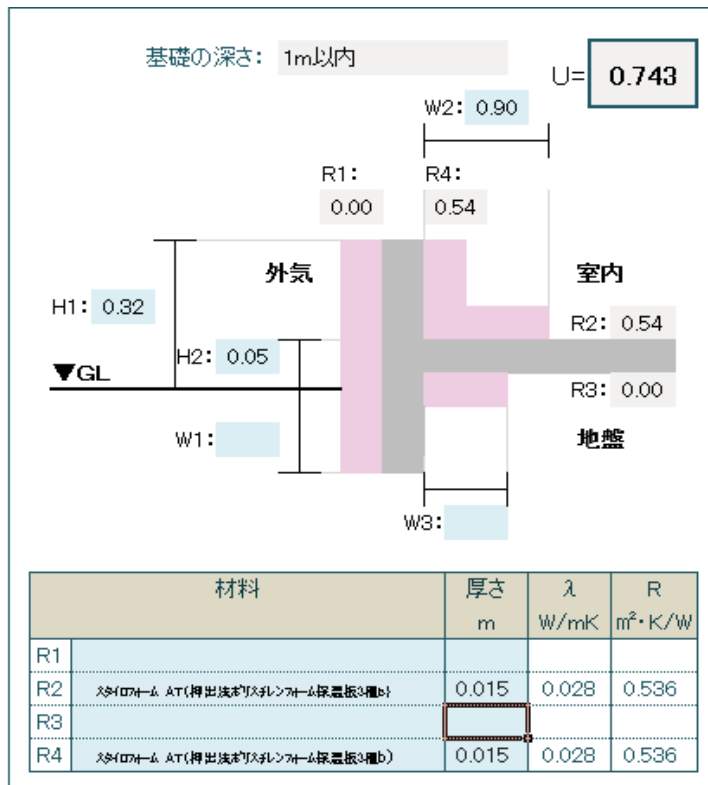 基礎の深さ: 1m以内
U= 0.743
W2: 0.90
R1: R4:
0.00 0.54
外気 室内
H1: 0.32
R2: 0.54
H2: 0.05
▼GL
R3: 0.00
W1:
地盤
W3:
材料 厚さ λ R
m W/mK m²・K/W
R1
R2 スタイロフォーム AT(押出法ポリスチレンフォーム保温板3種b) 0.015 0.028 0.536
R3
R4 スタイロフォーム AT(押出法ポリスチレンフォーム保温板3種b) 0.015 0.028 0.536